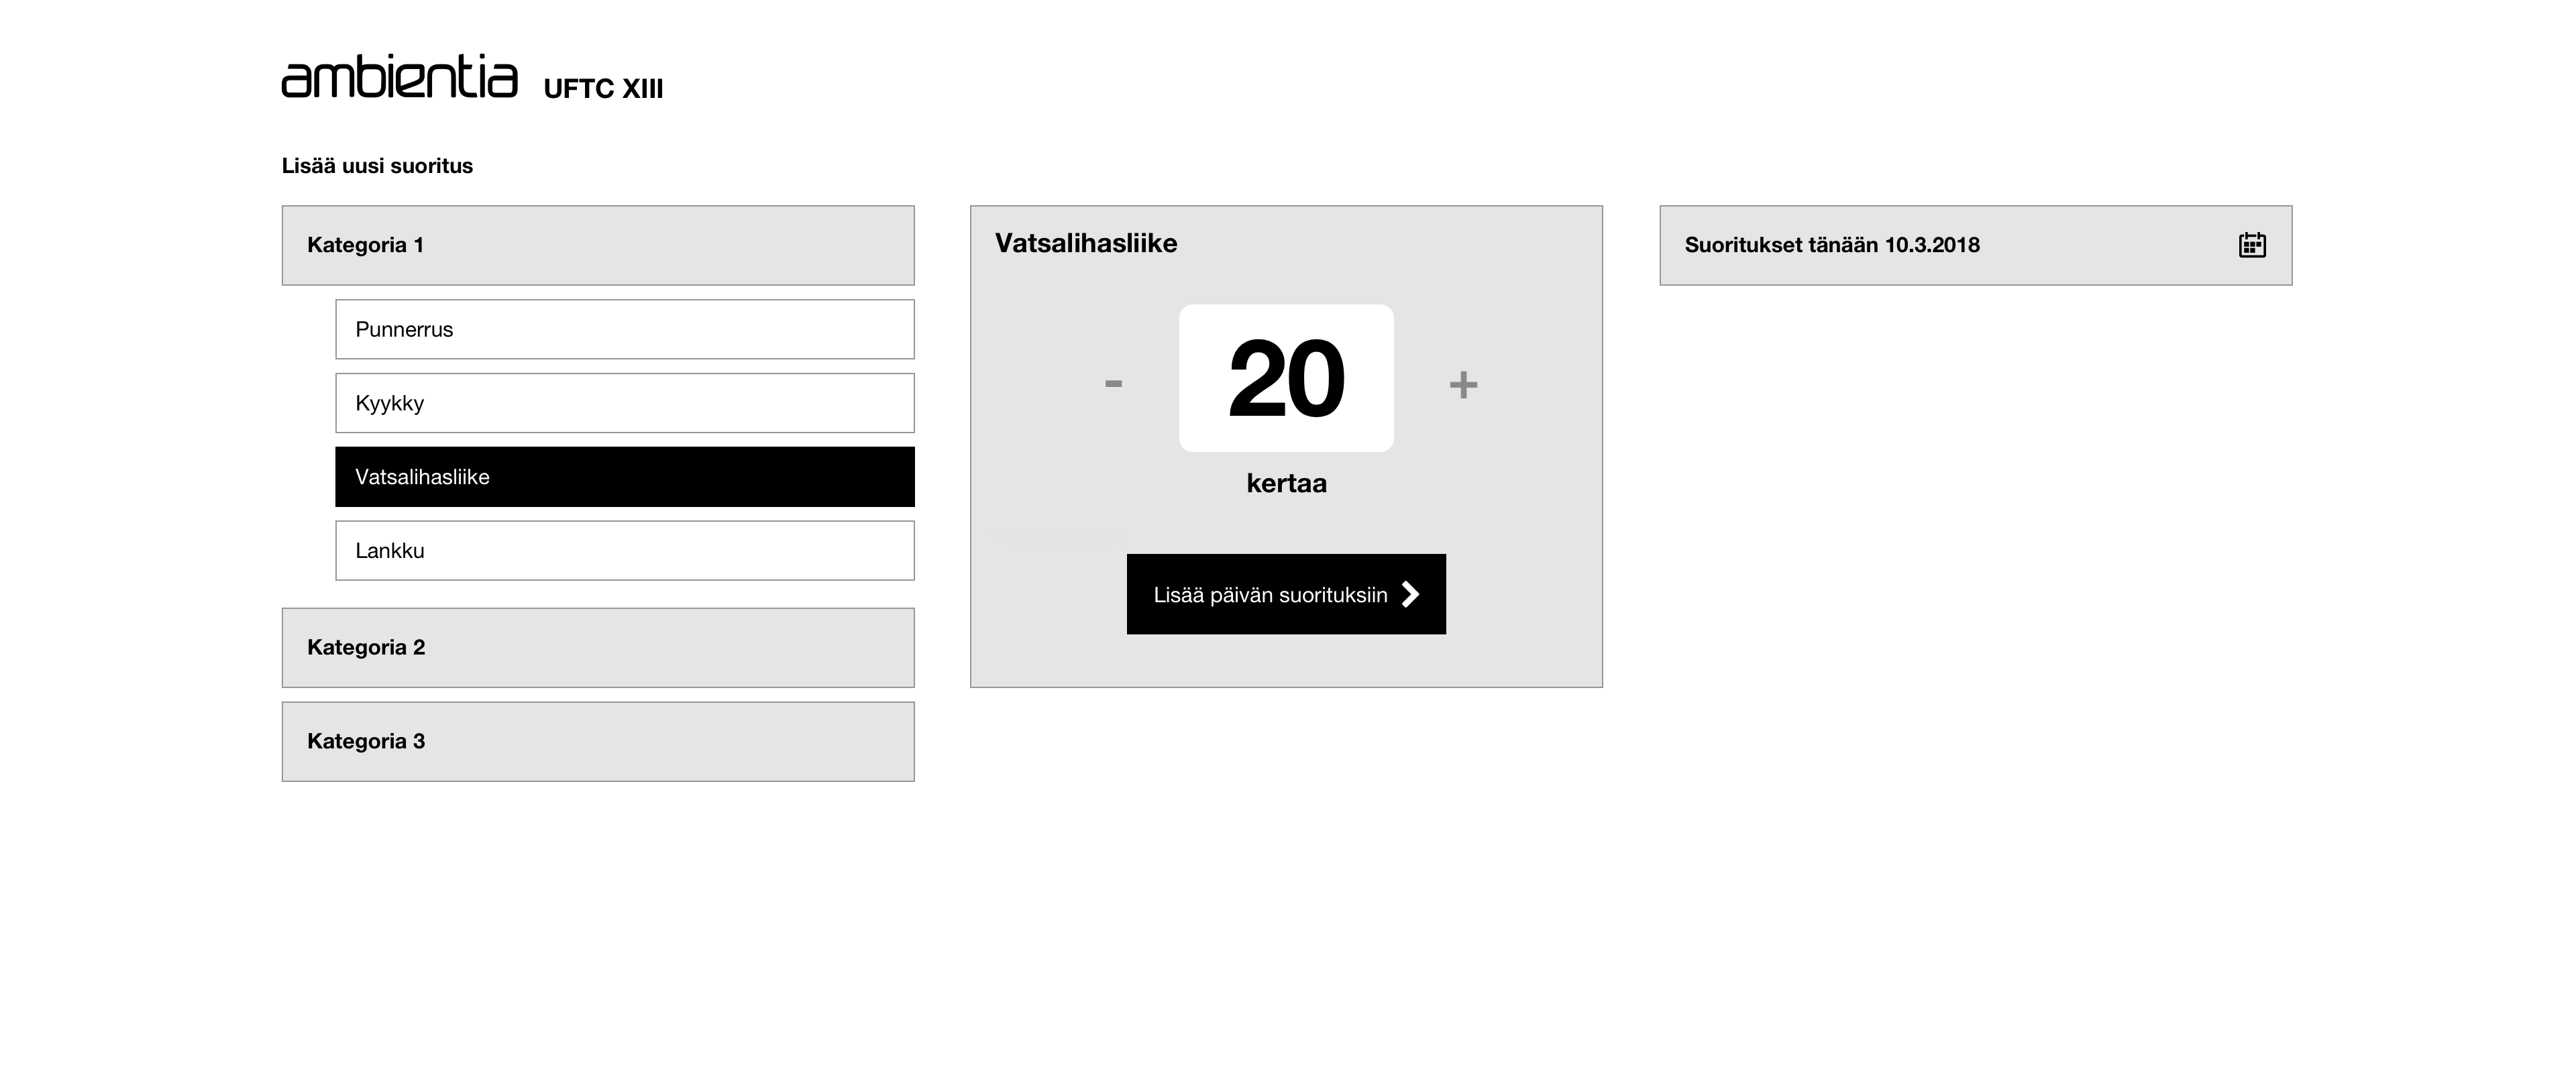 ambientia UFTC XIII
Lisää uusi suoritus
Kategoria 1
Punnerrus
Kyykky
Vatsalihasliike
Lankku
Kategoria 2
Kategoria 3
Vatsalihasliike
- 20 +
kertaa
Lisää päivän suorituksiin
Suoritukset tänään 10.3.2018